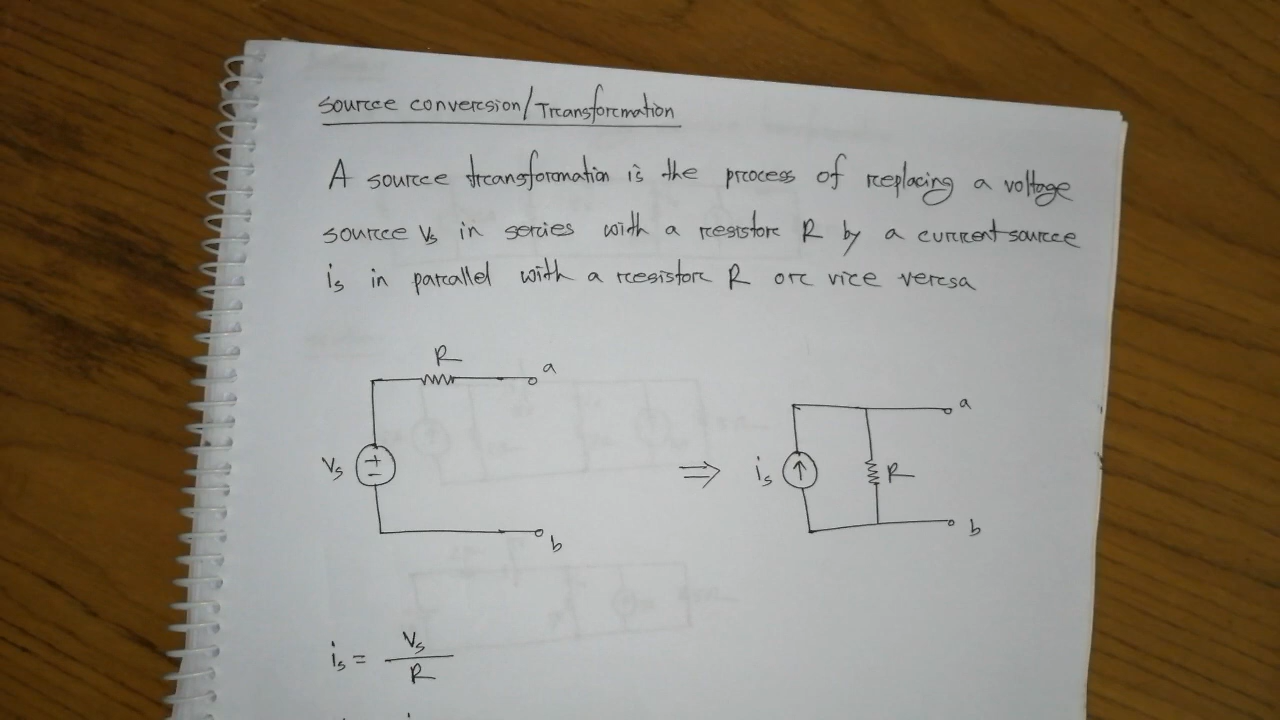 Source conversion/Transformation
A source transformation is the process of replacing a voltage
source Vs in series with a resistor R by a current source
is in parallel with a resistor R or vice versa
R
a
Vs
+
-
b
⇒
is
↑
R
a
b
is = Vs / R